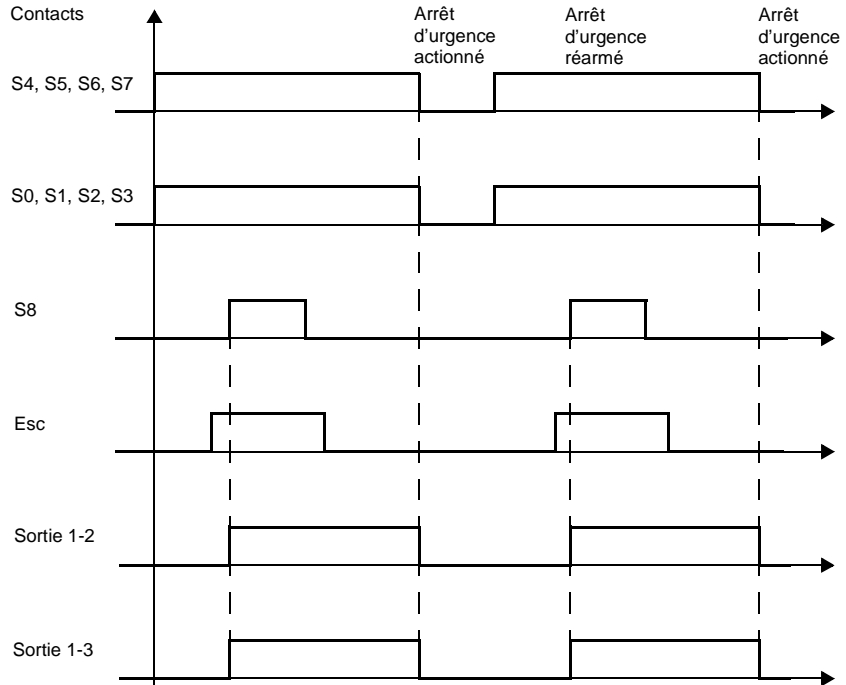 Contacts
Arrêt
d'urgence
actionné
Arrêt
d'urgence
réarmé
Arrêt
d'urgence
actionné
S4, S5, S6, S7
S0, S1, S2, S3
S8
Esc
Sortie 1-2
Sortie 1-3